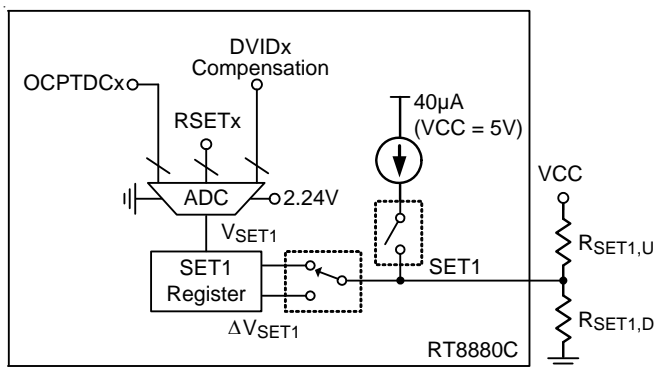 DVIDx
Compensation
OCPTDCx
RSETx
40µA
(VCC = 5V)
ADC
2.24V
VCC
VSET1
SET1
Register
SET1
RSET1,U
ΔVSET1
RSET1,D
RT8880C